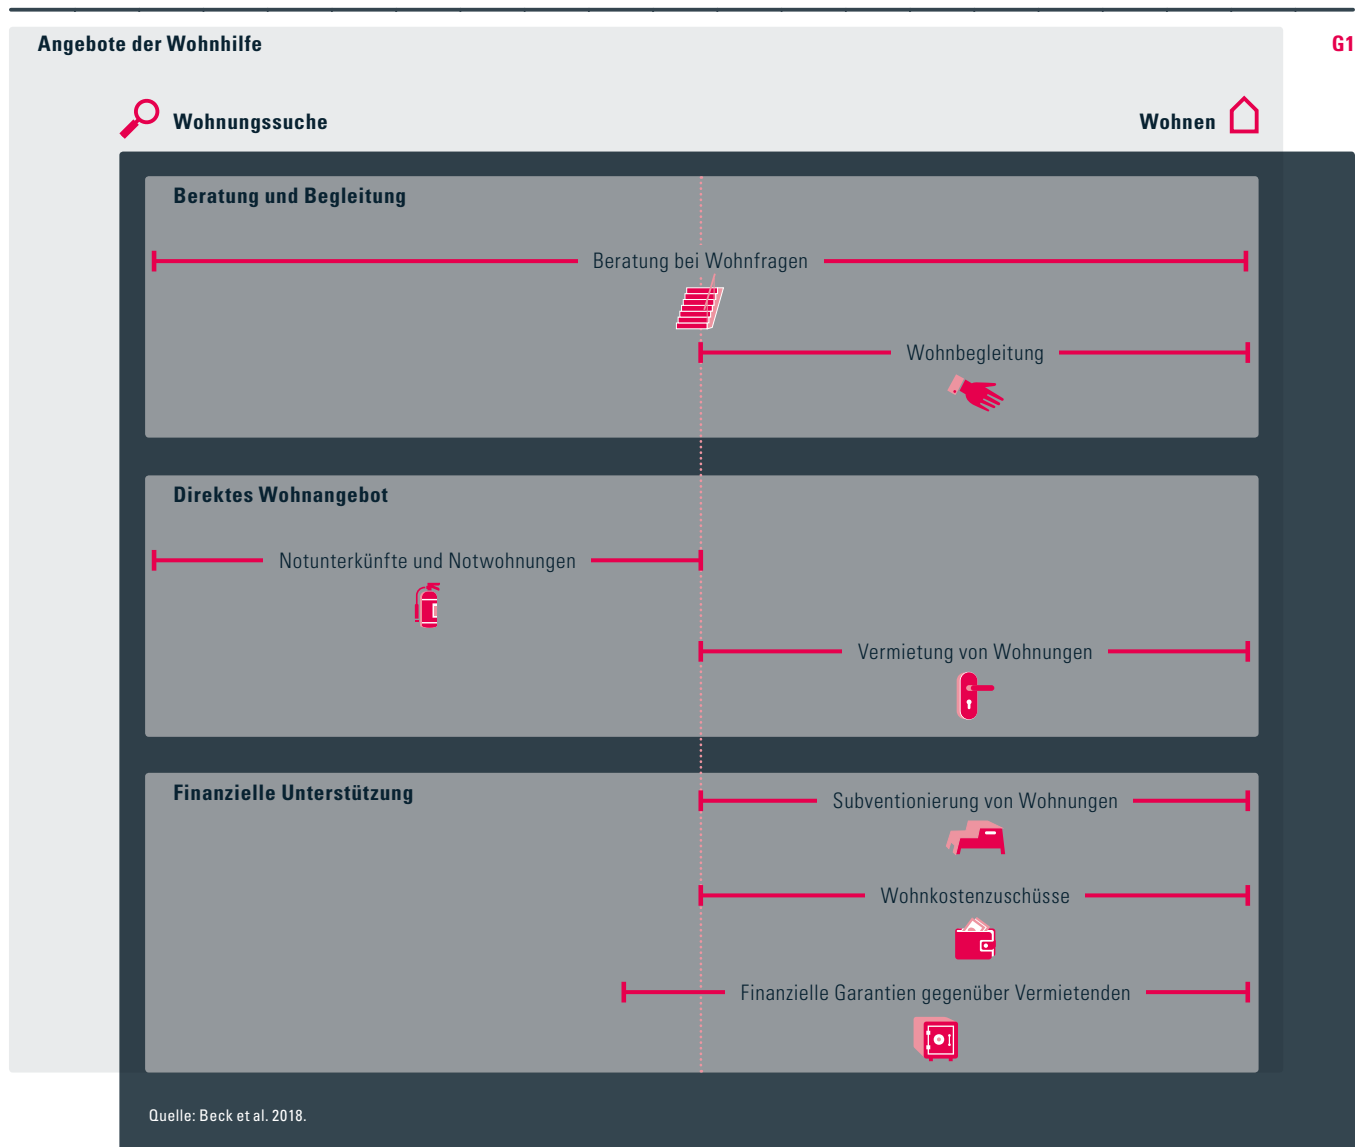 Angebote der Wohnhilfe
G1
Wohnungssuche
Wohnen
Beratung und Begleitung
Beratung bei Wohnfragen
Wohnbegleitung
Direktes Wohnangebot
Notunterkünfte und Notwohnungen
Vermietung von Wohnungen
Finanzielle Unterstützung
Subventionierung von Wohnungen
Wohnkostenzuschüsse
Finanzielle Garantien gegenüber Vermietenden
Quelle: Beck et al. 2018.